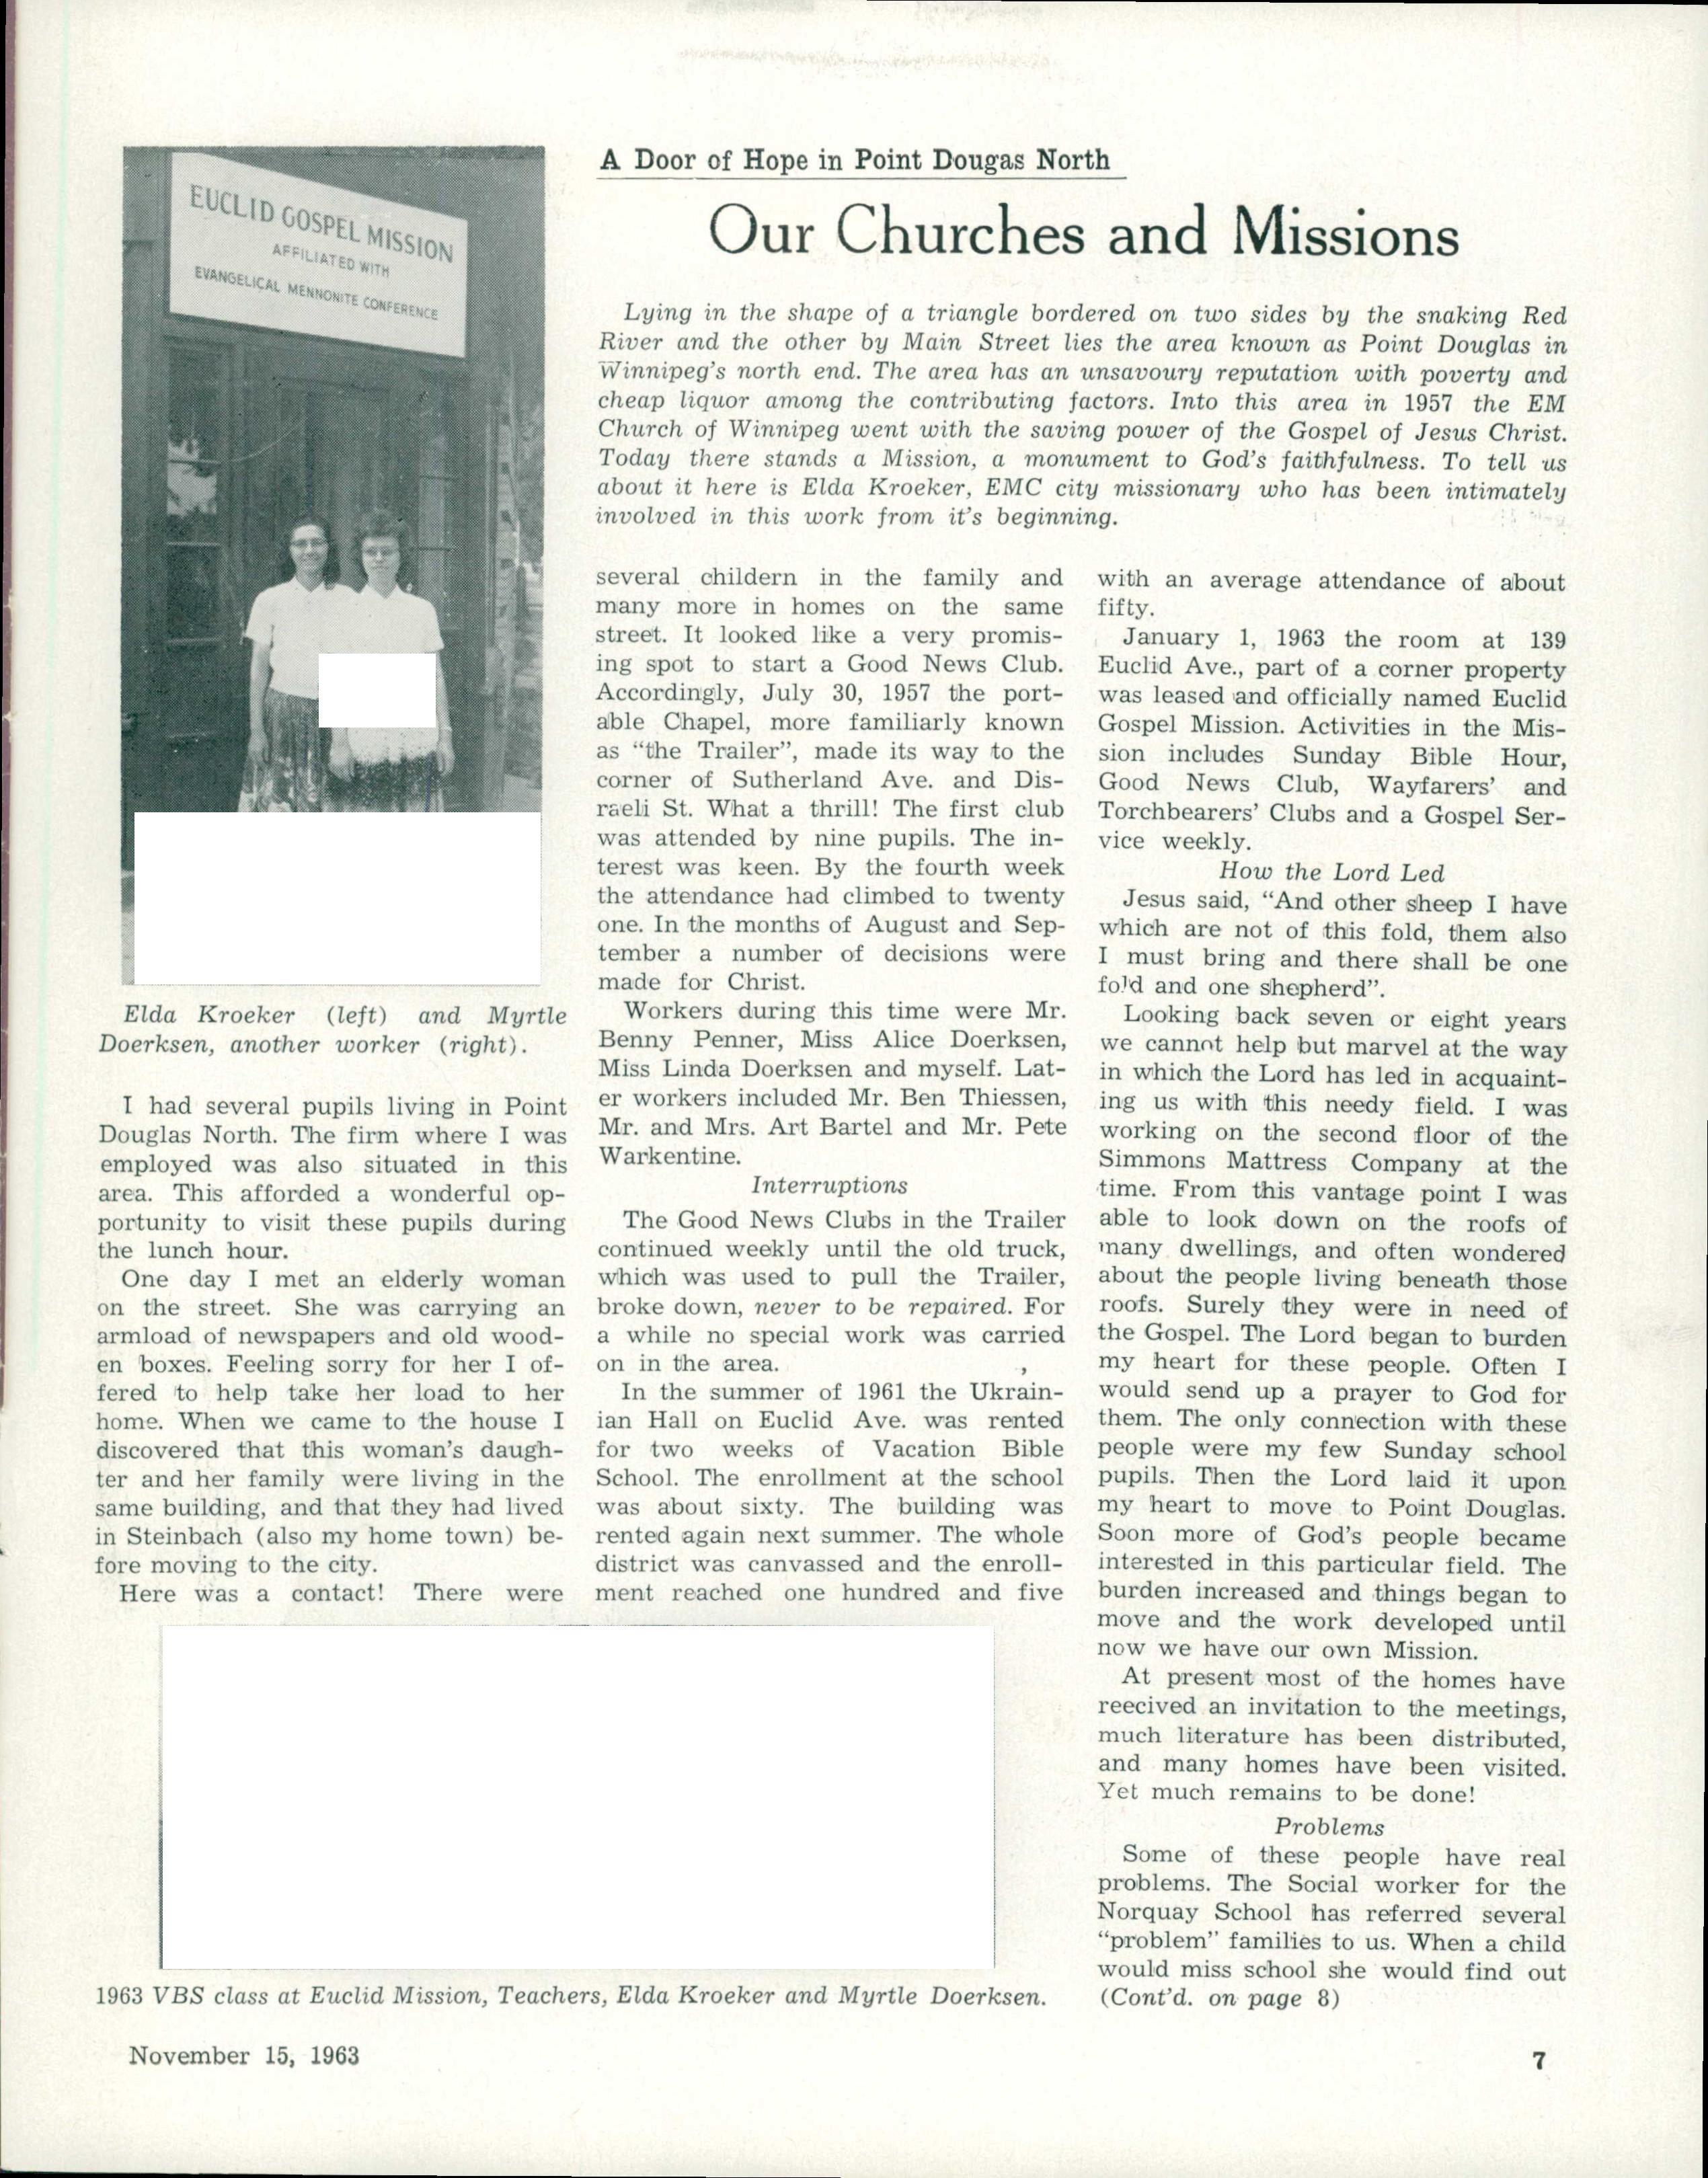 EUCLID GOSPEL MISSION
AFFILIATED WITH
EVANGELICAL MENNONITE CONFERENCE
A Door of Hope in Point Dougas North
Our Churches and Missions
Lying in the shape of a triangle bordered on two sides by the snaking Red
River and the other by Main Street lies the area known as Point Douglas in
Winnipeg's north end. The area has an unsavoury reputation with poverty and
cheap liquor among the contributing factors. Into this area in 1957 the EM
Church of Winnipeg went with the saving power of the Gospel of Jesus Christ.
Today there stands a Mission, a monument to God's faithfulness. To tell us
about it here is Elda Kroeker, EMC city missionary who has been intimately
involved in this work from it's beginning.
Elda Kroeker (left) and Myrtle
Doerksen, another worker (right).
I had several pupils living in Point
Douglas North. The firm where I was
employed was also situated in this
area. This afforded a wonderful op-
portunity to visit these pupils during
the lunch hour.
One day I met an elderly woman
on the street. She was carrying an
armload of newspapers and old wood-
en boxes. Feeling sorry for her I of-
fered to help take her load to her
home. When we came to the house I
discovered that this woman's daugh-
ter and her family were living in the
same building, and that they had lived
in Steinbach (also my home town) be-
fore moving to the city.
Here was a contact! There were
several childern in the family and
many more in homes on the same
street. It looked like a very promis-
ing spot to start a Good News Club.
Accordingly, July 30, 1957 the port-
able Chapel, more familiarly known
as "the Trailer", made its way to the
corner of Sutherland Ave. and Dis-
raeli St. What a thrill! The first club
was attended by nine pupils. The in-
terest was keen. By the fourth week
the attendance had climbed to twenty
one. In the months of August and Sep-
tember a number of decisions were
made for Christ.
Workers during this time were Mr.
Benny Penner, Miss Alice Doerksen,
Miss Linda Doerksen and myself. Lat-
er workers included Mr. Ben Thiessen,
Mr. and Mrs. Art Bartel and Mr. Pete
Warkentine.
Interruptions
The Good News Clubs in the Trailer
continued weekly until the old truck,
which was used to pull the Trailer,
broke down, never to be repaired. For
a while no special work was carried
on in the area.
In the summer of 1961 the Ukrain-
ian Hall on Euclid Ave. was rented
for two weeks of Vacation Bible
School. The enrollment at the school
was about sixty. The building was
rented again next summer. The whole
district was canvassed and the enroll-
ment reached one hundred and five
with an average attendance of about
fifty.
January 1, 1963 the room at 139
Euclid Ave., part of a corner property
was leased and officially named Euclid
Gospel Mission. Activities in the Mis-
sion includes Sunday Bible Hour,
Good News Club, Wayfarers' and
Torchbearers' Clubs and a Gospel Ser-
vice weekly.
How the Lord Led
Jesus said, "And other sheep I have
which are not of this fold, them also
I must bring and there shall be one
fold and one shepherd".
Looking back seven or eight years
we cannot help but marvel at the way
in which the Lord has led in acquaint-
ing us with this needy field. I was
working on the second floor of the
Simmons Mattress Company at the
time. From this vantage point I was
able to look down on the roofs of
many dwellings, and often wondered
about the people living beneath those
roofs. Surely they were in need of
the Gospel. The Lord began to burden
my heart for these people. Often I
would send up a prayer to God for
them. The only connection with these
people were my few Sunday school
pupils. Then the Lord laid it upon
my heart to move to Point Douglas.
Soon more of God's people became
interested in this particular field. The
burden increased and things began to
move and the work developed until
now we have our own Mission.
At present most of the homes have
reecived an invitation to the meetings,
much literature has been distributed,
and many homes have been visited.
Yet much remains to be done!
Problems
Some of these people have real
problems. The Social worker for the
Norquay School has referred several
"problem" families to us. When a child
would miss school she would find out
(Cont'd. on page 8)
1963 VBS class at Euclid Mission, Teachers, Elda Kroeker and Myrtle Doerksen.
November 15, 1963
7